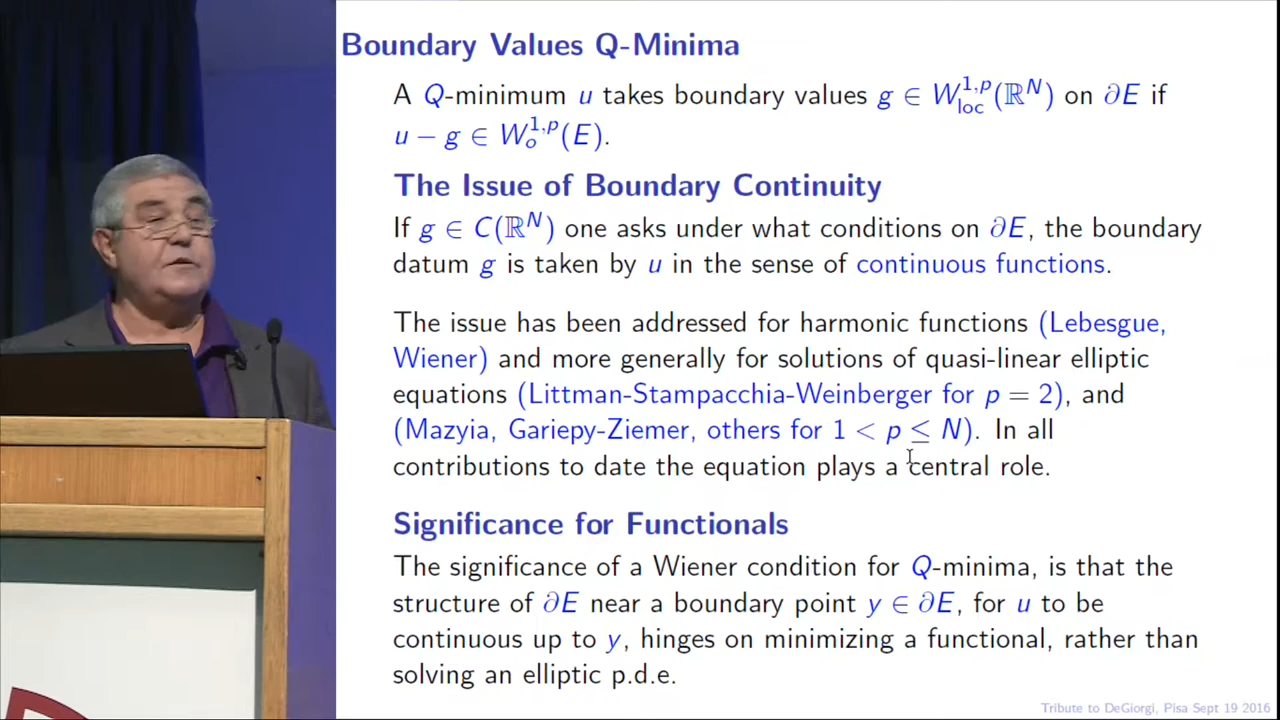 Boundary Values Q-Minima
A Q-minimum u takes boundary values g ∈ W^{1,p}_{loc}(ℝ^N) on ∂E if
u − g ∈ W^{1,p}_o(E).
The Issue of Boundary Continuity
If g ∈ C(ℝ^N) one asks under what conditions on ∂E, the boundary
datum g is taken by u in the sense of continuous functions.
The issue has been addressed for harmonic functions (Lebesgue,
Wiener) and more generally for solutions of quasi-linear elliptic
equations (Littman-Stampacchia-Weinberger for p = 2), and
(Mazyia, Gariepy-Ziemer, others for 1 < p ≤ N). In all
contributions to date the equation plays a central role.
Significance for Functionals
The significance of a Wiener condition for Q-minima, is that the
structure of ∂E near a boundary point y ∈ ∂E, for u to be
continuous up to y, hinges on minimizing a functional, rather than
solving an elliptic p.d.e.
Tribute to DeGiorgi, Pisa Sept 19 2016